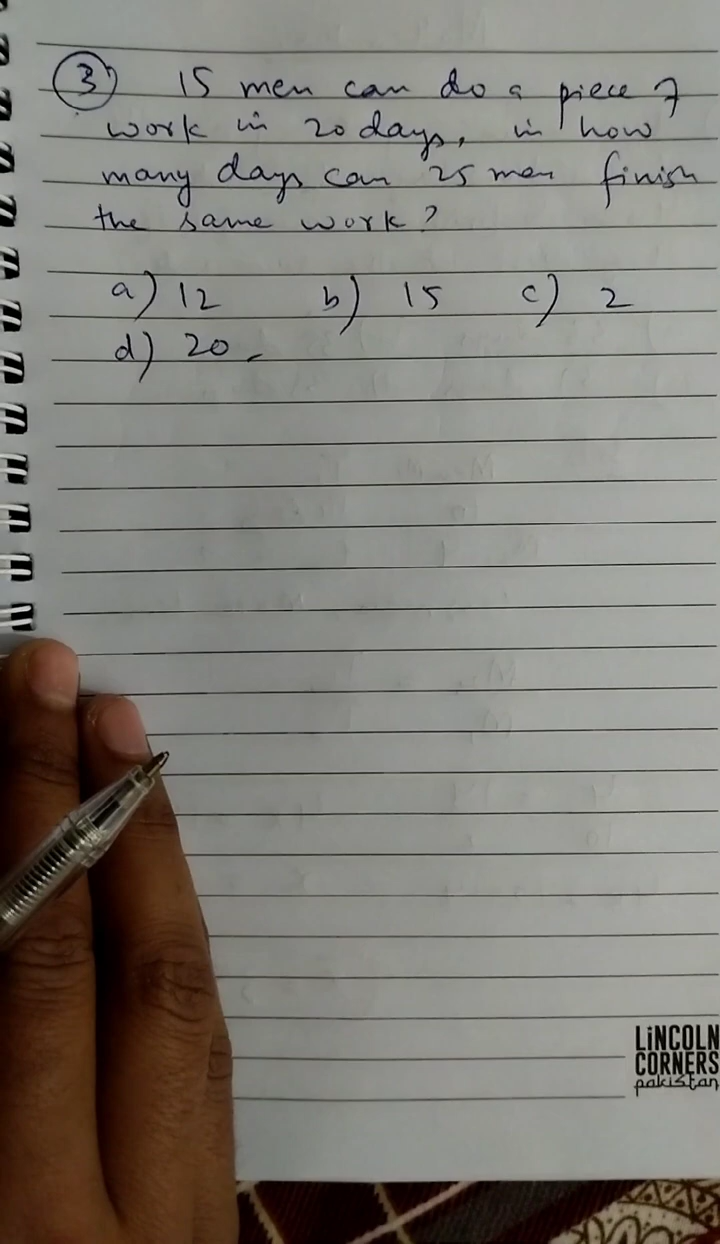 3 15 men can do a piece of
work in 20 days, in how
many days can 25 men finish
the same work?
a) 12 b) 15 c) 2
d) 20
LiNCOLN
CORNERS
pakistan